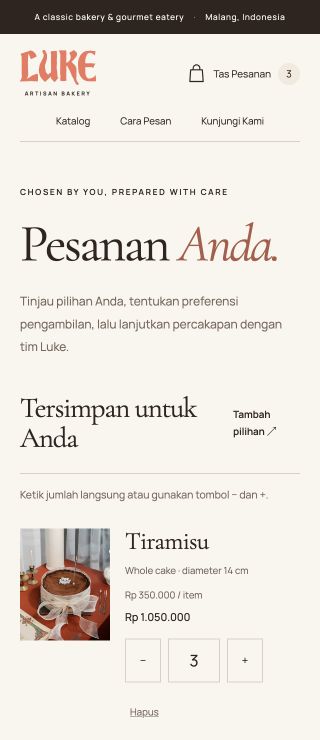 A classic bakery & gourmet eatery · Malang, Indonesia
LUKE
ARTISAN BAKERY
Tas Pesanan 3
Katalog Cara Pesan Kunjungi Kami
CHOSEN BY YOU, PREPARED WITH CARE
Pesanan Anda.
Tinjau pilihan Anda, tentukan preferensi
pengambilan, lalu lanjutkan percakapan dengan
tim Luke.
Tersimpan untuk
Anda
Tambah
pilihan ↗
Ketik jumlah langsung atau gunakan tombol − dan +.
Tiramisu
Whole cake · diameter 14 cm
Rp 350.000 / item
Rp 1.050.000
− 3 +
Hapus